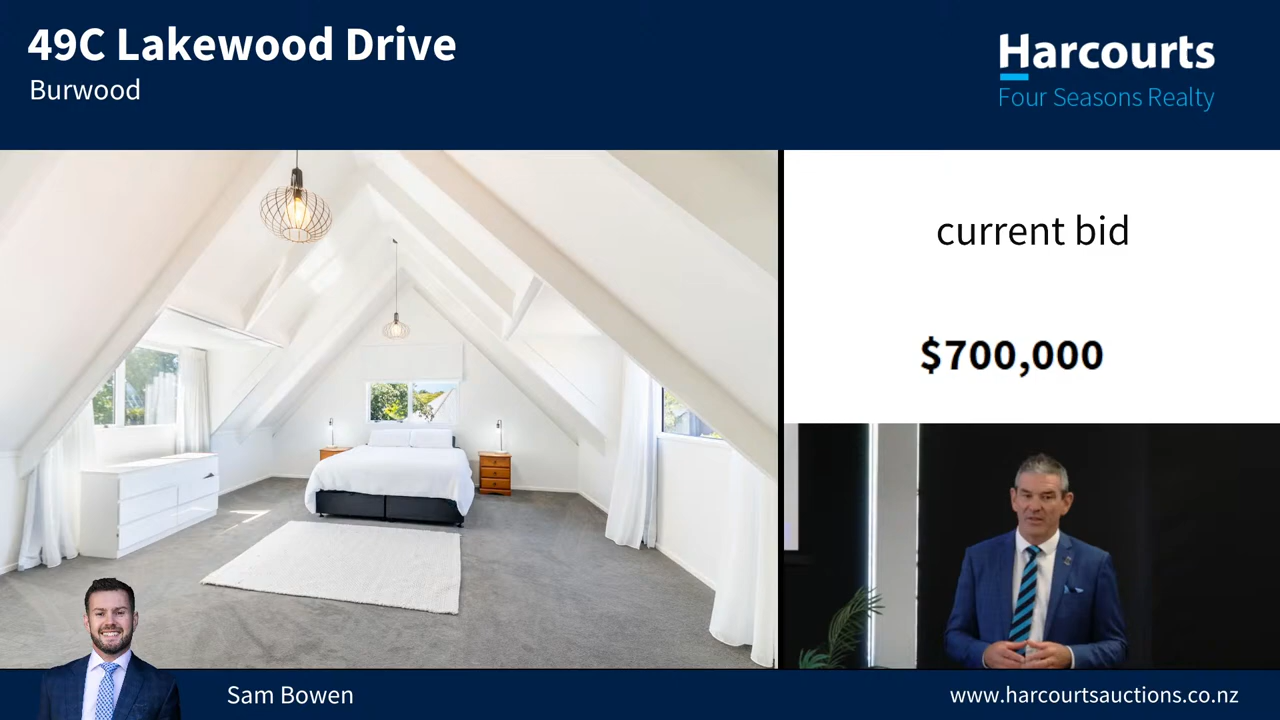 49C Lakewood Drive
Burwood
Harcourts
Four Seasons Realty
current bid
$700,000
Sam Bowen
www.harcourtsauctions.co.nz